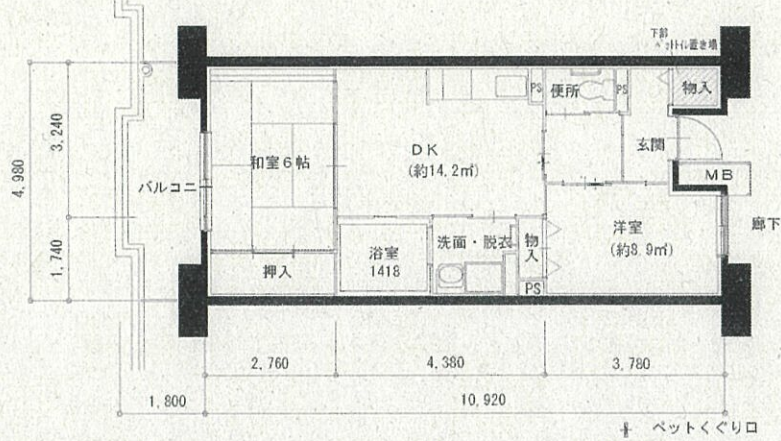 下部
ペットトイレ置き場
PS
便所
PS
物入
3,240
4,980
和室6帖
DK
(約14.2㎡)
玄関
MB
バルコニー
廊下
1,740
押入
浴室
1418
洗面・脱衣
物入
PS
洋室
(約8.9㎡)
2,760
4,380
3,780
1,800
10,920
ペットくぐり口